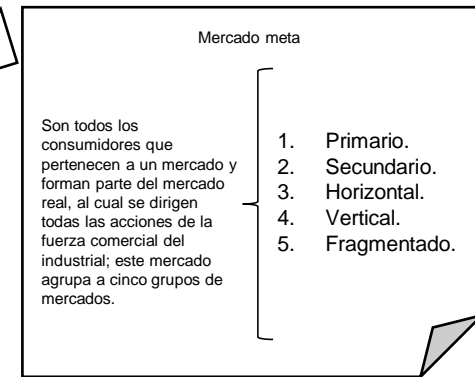 Mercado meta
Son todos los
consumidores que
pertenecen a un mercado y
forman parte del mercado
real, al cual se dirigen
todas las acciones de la
fuerza comercial del
industrial; este mercado
agrupa a cinco grupos de
mercados.
1. Primario.
2. Secundario.
3. Horizontal.
4. Vertical.
5. Fragmentado.